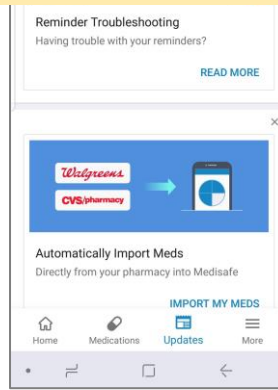 Reminder Troubleshooting
Having trouble with your reminders?
READ MORE
Walgreens
CVS/pharmacy
Automatically Import Meds
Directly from your pharmacy into Medisafe
IMPORT MY MEDS
Home Medications Updates More